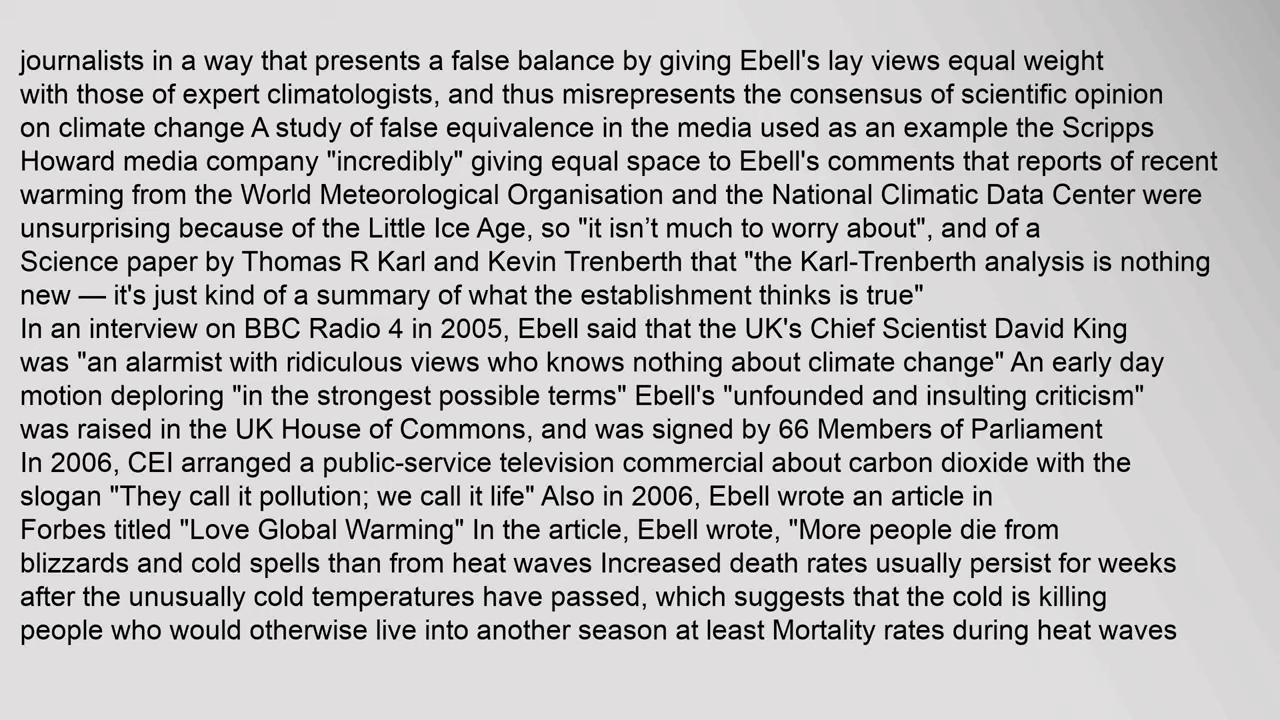 journalists in a way that presents a false balance by giving Ebell's lay views equal weight
with those of expert climatologists, and thus misrepresents the consensus of scientific opinion
on climate change A study of false equivalence in the media used as an example the Scripps
Howard media company "incredibly" giving equal space to Ebell's comments that reports of recent
warming from the World Meteorological Organisation and the National Climatic Data Center were
unsurprising because of the Little Ice Age, so "it isn’t much to worry about", and of a
Science paper by Thomas R Karl and Kevin Trenberth that "the Karl-Trenberth analysis is nothing
new — it's just kind of a summary of what the establishment thinks is true"
In an interview on BBC Radio 4 in 2005, Ebell said that the UK's Chief Scientist David King
was "an alarmist with ridiculous views who knows nothing about climate change" An early day
motion deploring "in the strongest possible terms" Ebell's "unfounded and insulting criticism"
was raised in the UK House of Commons, and was signed by 66 Members of Parliament
In 2006, CEI arranged a public-service television commercial about carbon dioxide with the
slogan "They call it pollution; we call it life" Also in 2006, Ebell wrote an article in
Forbes titled "Love Global Warming" In the article, Ebell wrote, "More people die from
blizzards and cold spells than from heat waves Increased death rates usually persist for weeks
after the unusually cold temperatures have passed, which suggests that the cold is killing
people who would otherwise live into another season at least Mortality rates during heat waves